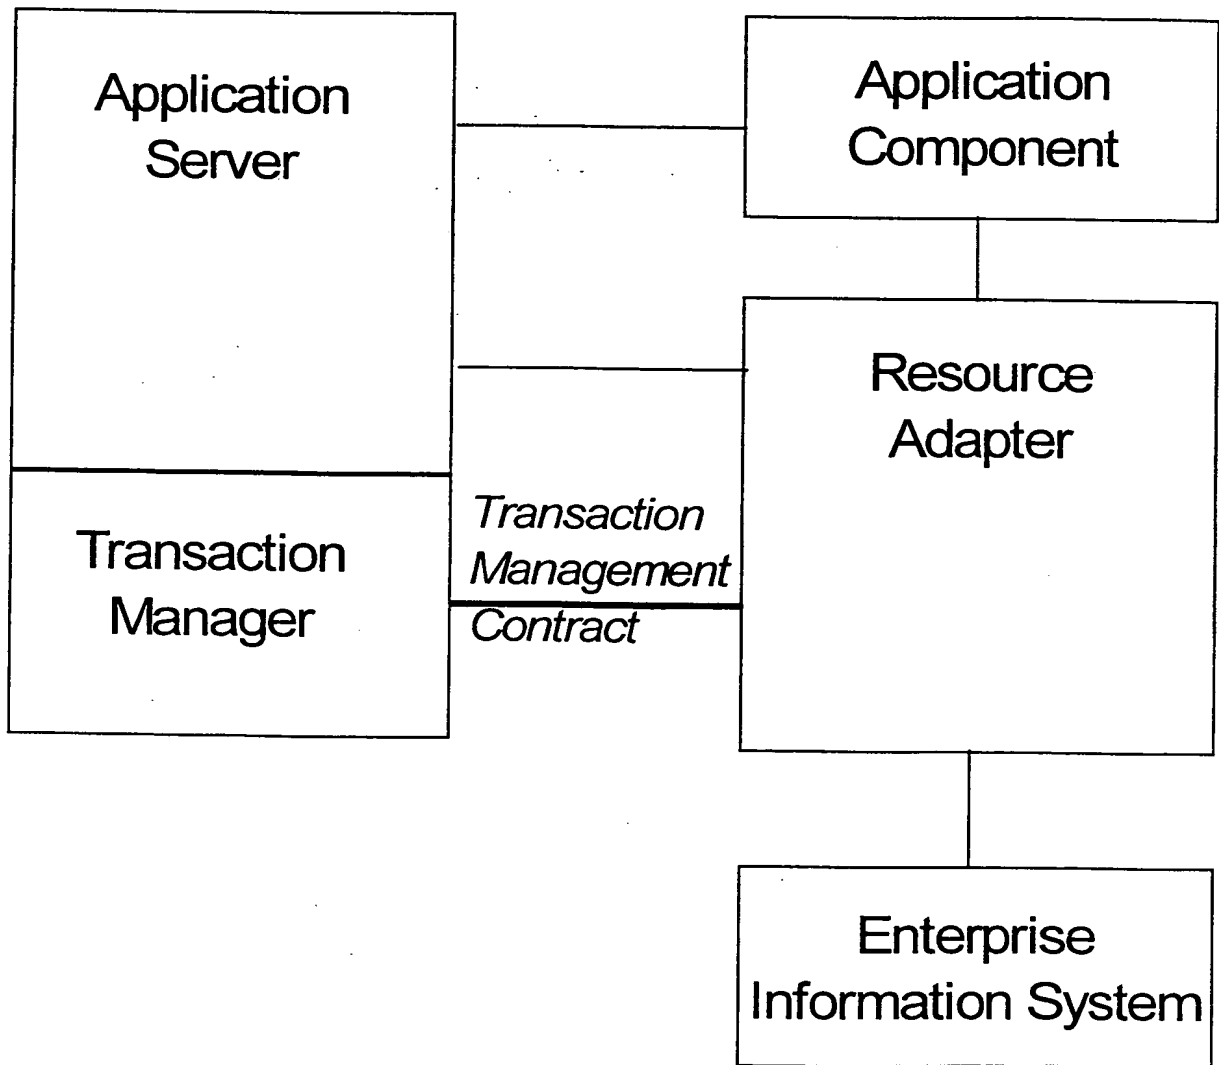 Application
Server
Application
Component
Resource
Adapter
Transaction
Manager
Transaction
Management
Contract
Enterprise
Information System